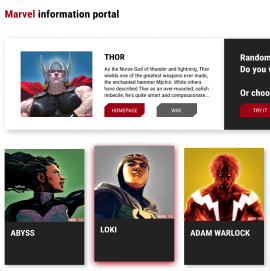 Marvel information portal
THOR
As the Norse God of thunder and lightning, Thor
wields one of the greatest weapons ever made,
the enchanted hammer Mjolnir. While others
have described Thor as an over-muscled, oafish
imbecile, he's quite smart and compassionate...
HOMEPAGE
WIKI
Random
Do you
Or choo
TRY IT
ABYSS
LOKI
ADAM WARLOCK